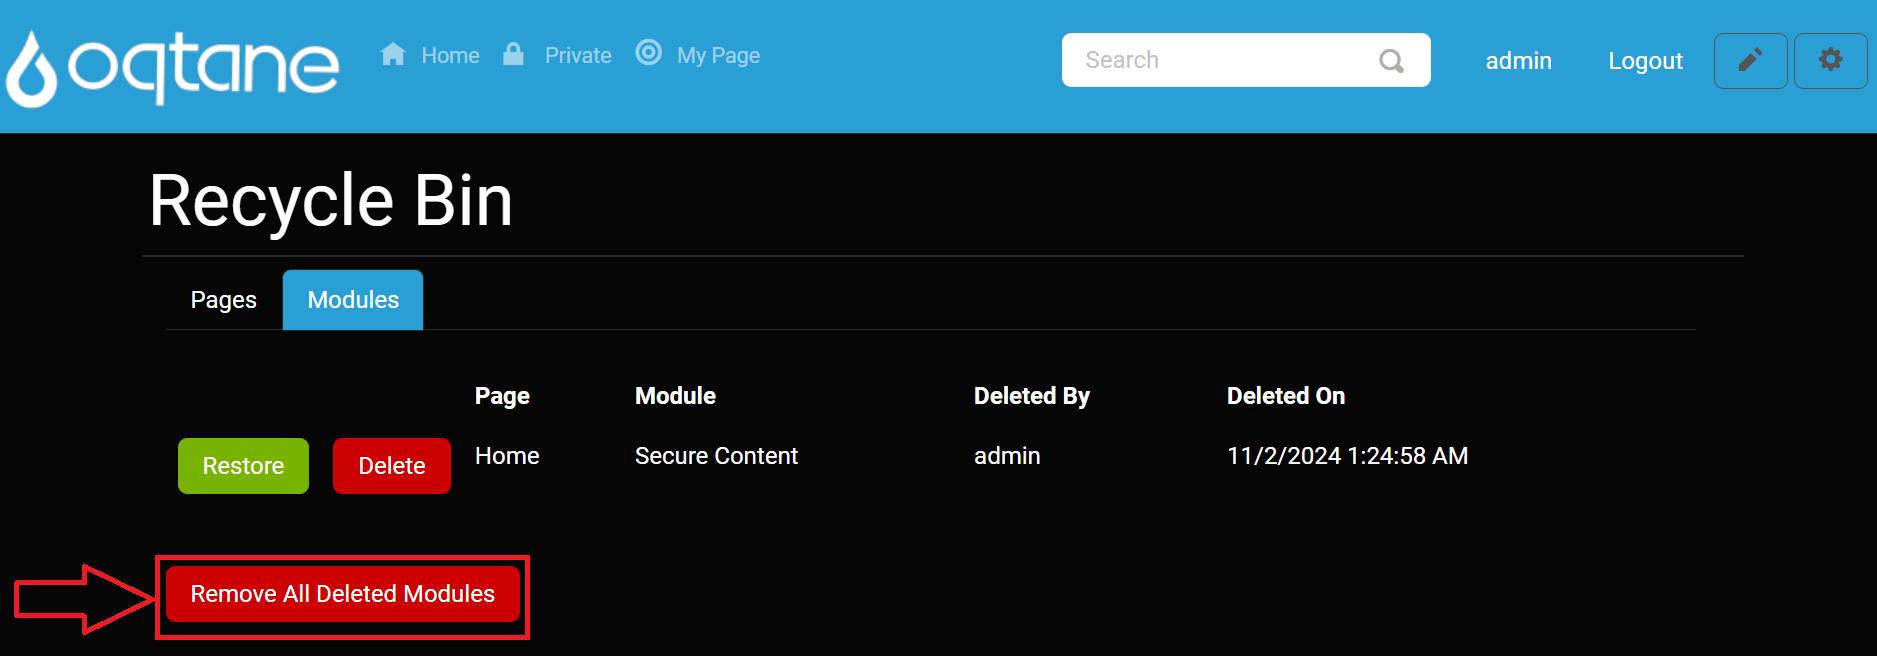 oqtane Home Private My Page Search admin Logout
Recycle Bin
Pages Modules
Page Module Deleted By Deleted On
Restore Delete Home Secure Content admin 11/2/2024 1:24:58 AM
Remove All Deleted Modules